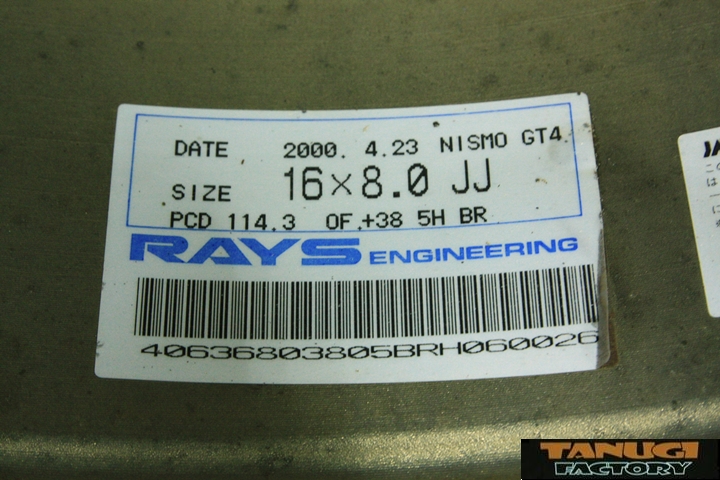 DATE 2000. 4.23 NISMO GT4
SIZE 16×8.0 JJ
PCD 114.3 OF.+38 5H BR
RAYS ENGINEERING
40636803805BRH060026
TANUGI
FACTORY